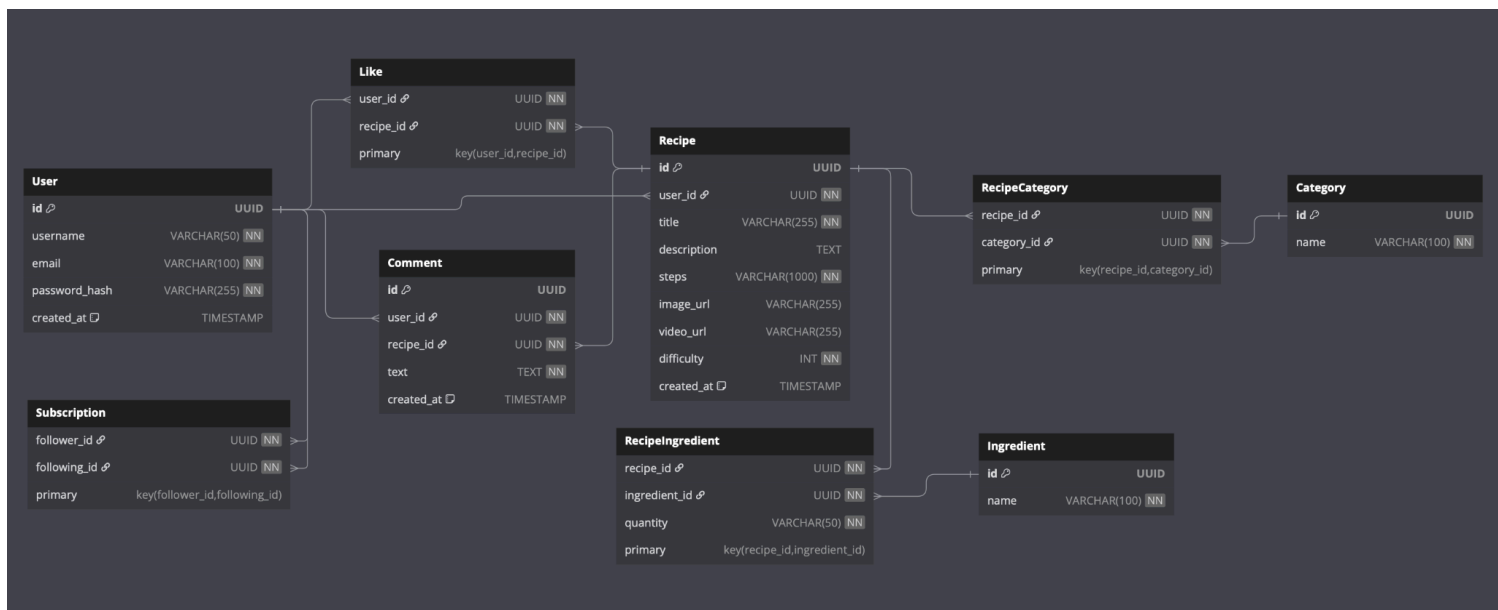 Like
user_id UUID NN
recipe_id UUID NN
primary key(user_id,recipe_id)
User
id UUID
username VARCHAR(50) NN
email VARCHAR(100) NN
password_hash VARCHAR(255) NN
created_at TIMESTAMP
Comment
id UUID
user_id UUID NN
recipe_id UUID NN
text TEXT NN
created_at TIMESTAMP
Subscription
follower_id UUID NN
following_id UUID NN
primary key(follower_id,following_id)
Recipe
id UUID
user_id UUID NN
title VARCHAR(255) NN
description TEXT
steps VARCHAR(1000) NN
image_url VARCHAR(255)
video_url VARCHAR(255)
difficulty INT NN
created_at TIMESTAMP
RecipeIngredient
recipe_id UUID NN
ingredient_id UUID NN
quantity VARCHAR(50) NN
primary key(recipe_id,ingredient_id)
RecipeCategory
recipe_id UUID NN
category_id UUID NN
primary key(recipe_id,category_id)
Category
id UUID
name VARCHAR(100) NN
Ingredient
id UUID
name VARCHAR(100) NN